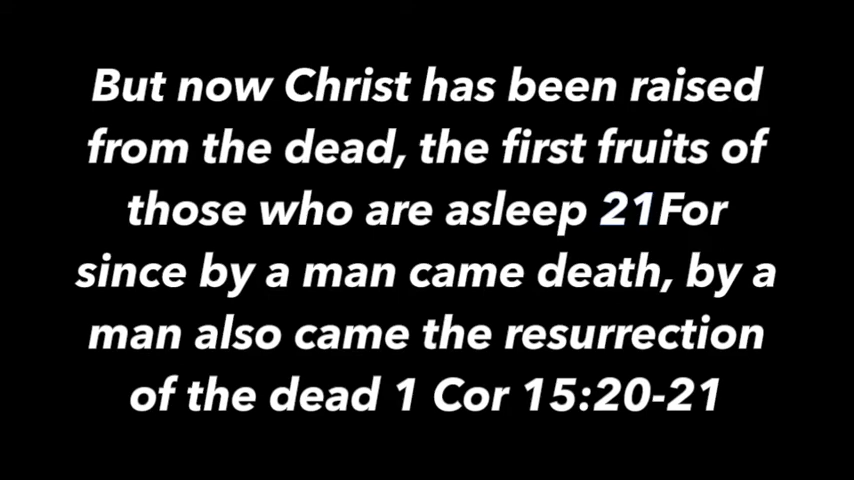 But now Christ has been raised
from the dead, the first fruits of
those who are asleep 21For
since by a man came death, by a
man also came the resurrection
of the dead 1 Cor 15:20-21